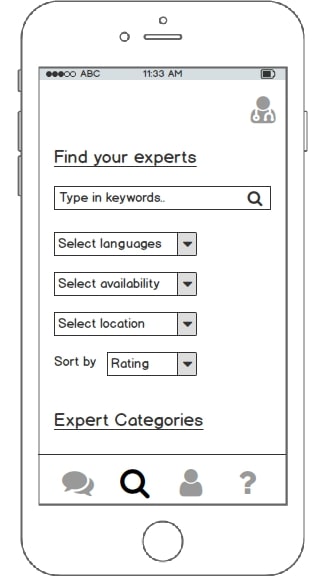 ABC 11:33 AM
Find your experts
Type in keywords..
Select languages
Select availability
Select location
Sort by Rating
Expert Categories
?